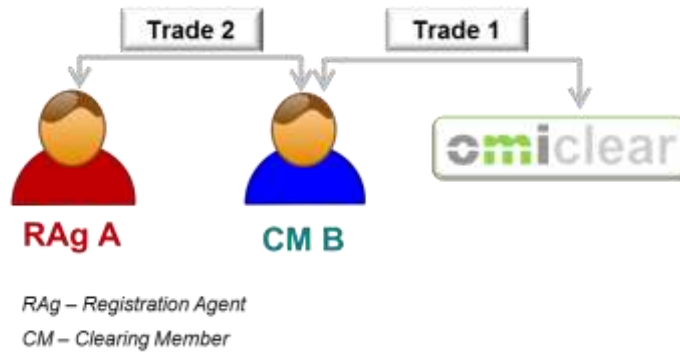 Trade 2
Trade 1
omiclear
RAg A
CM B
RAg – Registration Agent
CM – Clearing Member